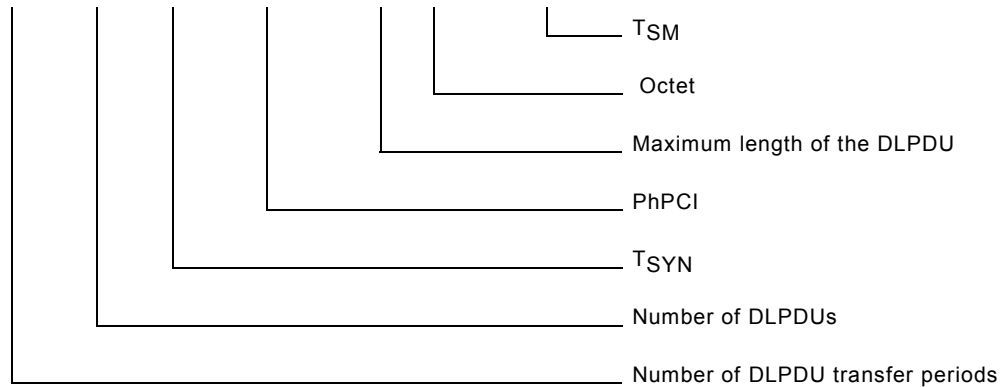 TSM
Octet
Maximum length of the DLPDU
PhPCI
TSYN
Number of DLPDUs
Number of DLPDU transfer periods